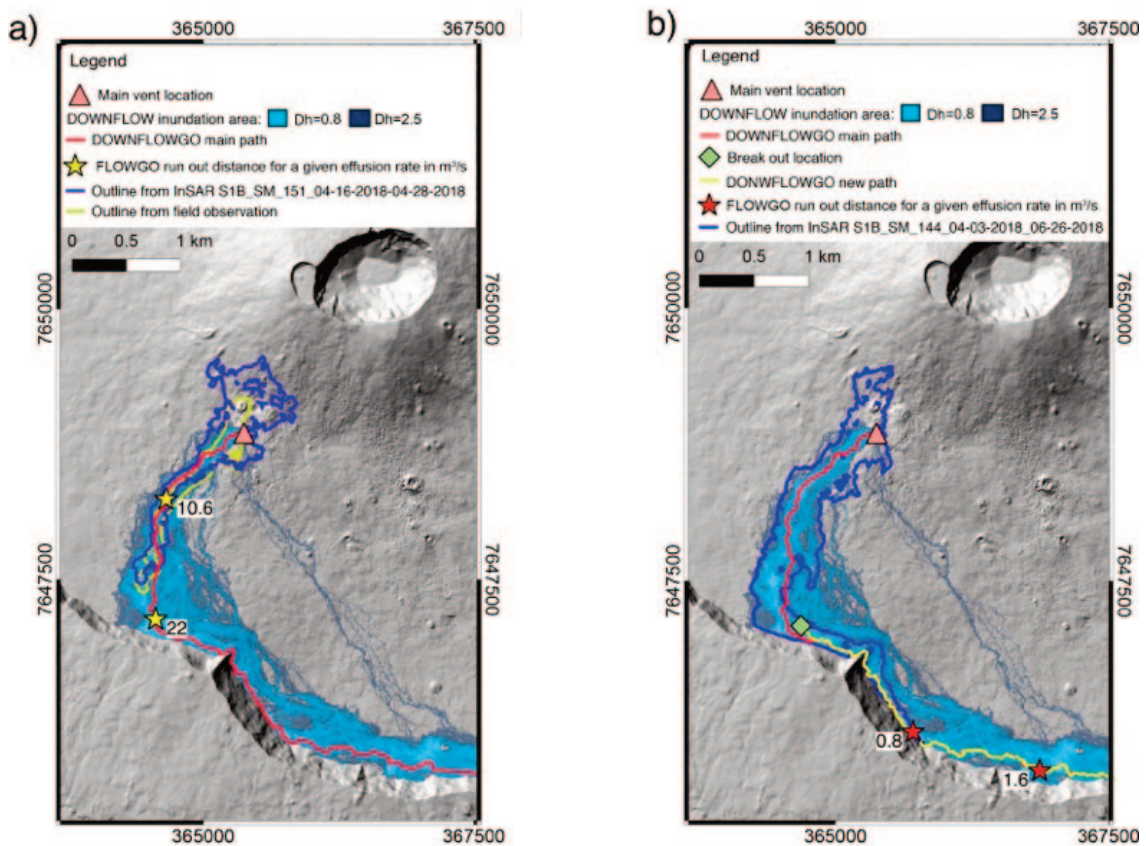 a)
365000 367500
Legend
Main vent location
DOWNFLOW inundation area: Dh=0.8 Dh=2.5
DOWNFLOWGO main path
FLOWGO run out distance for a given effusion rate in m³/s
Outline from InSAR S1B_SM_151_04-16-2018-04-28-2018
Outline from field observation
0 0.5 1 km
7650000
7650000
10.6
7647500
7647500
22
365000 367500
b)
365000 367500
Legend
Main vent location
DOWNFLOW inundation area: Dh=0.8 Dh=2.5
DOWNFLOWGO main path
Break out location
DONWFLOWGO new path
FLOWGO run out distance for a given effusion rate in m³/s
Outline from InSAR S1B_SM_144_04-03-2018_06-26-2018
0 0.5 1 km
7650000
7650000
7647500
7647500
0.8
1.6
365000 367500